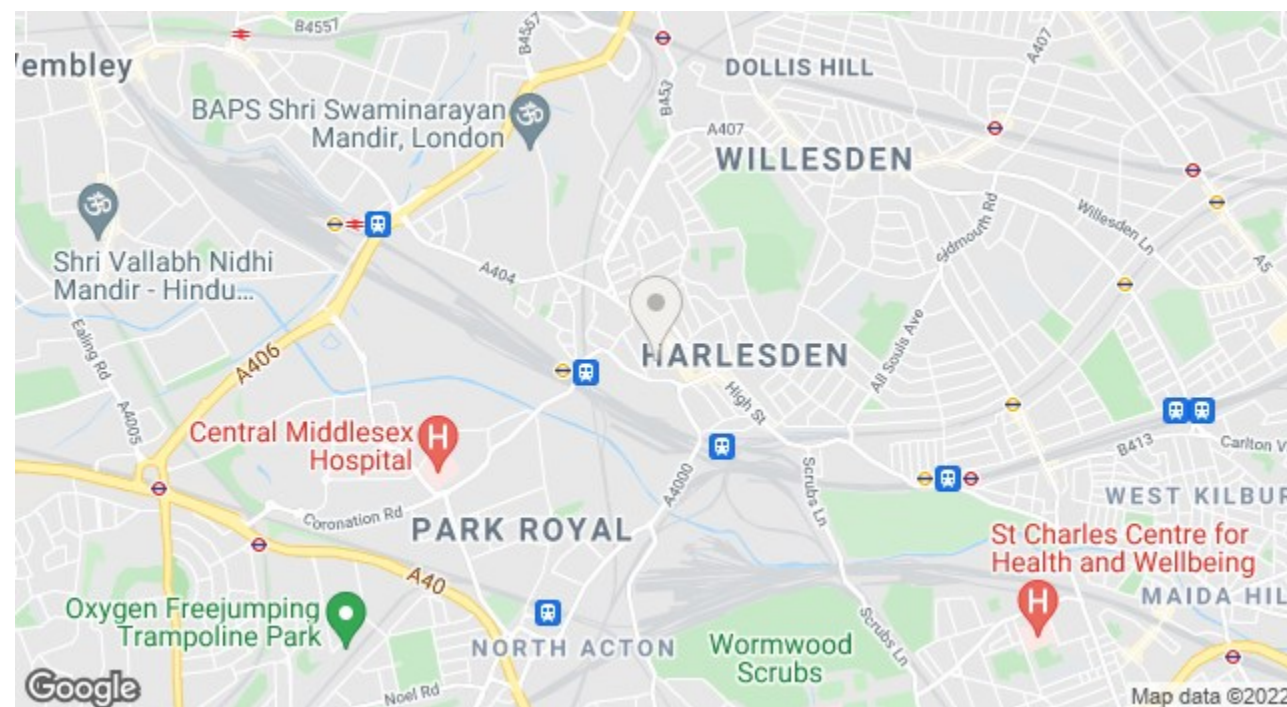 B4557
B4557
Wembley
B453
A407
DOLLIS HILL
BAPS Shri Swaminarayan
Mandir, London
A407
WILLESDEN
Willesden Ln
Sidmouth Rd
A5
Shri Vallabh Nidhi
Mandir - Hindu...
A404
Ealing Rd
A406
HARLESDEN
All Souls Ave
High St
A4005
Central Middlesex
Hospital
B413
Carlton V
A4000
Scrubs Ln
WEST KILBUR
Coronation Rd
PARK ROYAL
St Charles Centre for
Health and Wellbeing
A40
MAIDA HIL
Oxygen Freejumping
Trampoline Park
NORTH ACTON
Wormwood
Scrubs
Scrubs Ln
Noel Rd
Google
Map data ©2022
H
H